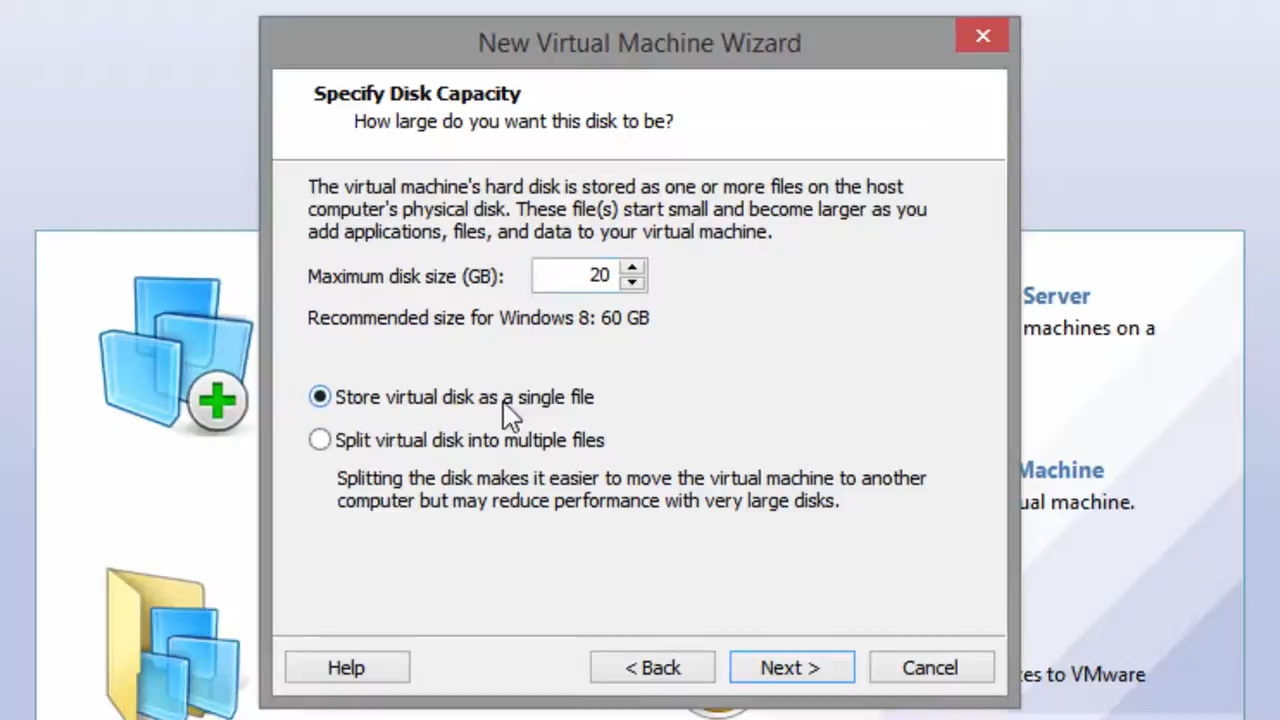 New Virtual Machine Wizard
Specify Disk Capacity
How large do you want this disk to be?
The virtual machine's hard disk is stored as one or more files on the host
computer's physical disk. These file(s) start small and become larger as you
add applications, files, and data to your virtual machine.
Maximum disk size (GB): 20
Recommended size for Windows 8: 60 GB
Store virtual disk as a single file
Split virtual disk into multiple files
Splitting the disk makes it easier to move the virtual machine to another
computer but may reduce performance with very large disks.
Help < Back Next > Cancel
Server
machines on a
Machine
ual machine.
es to VMware